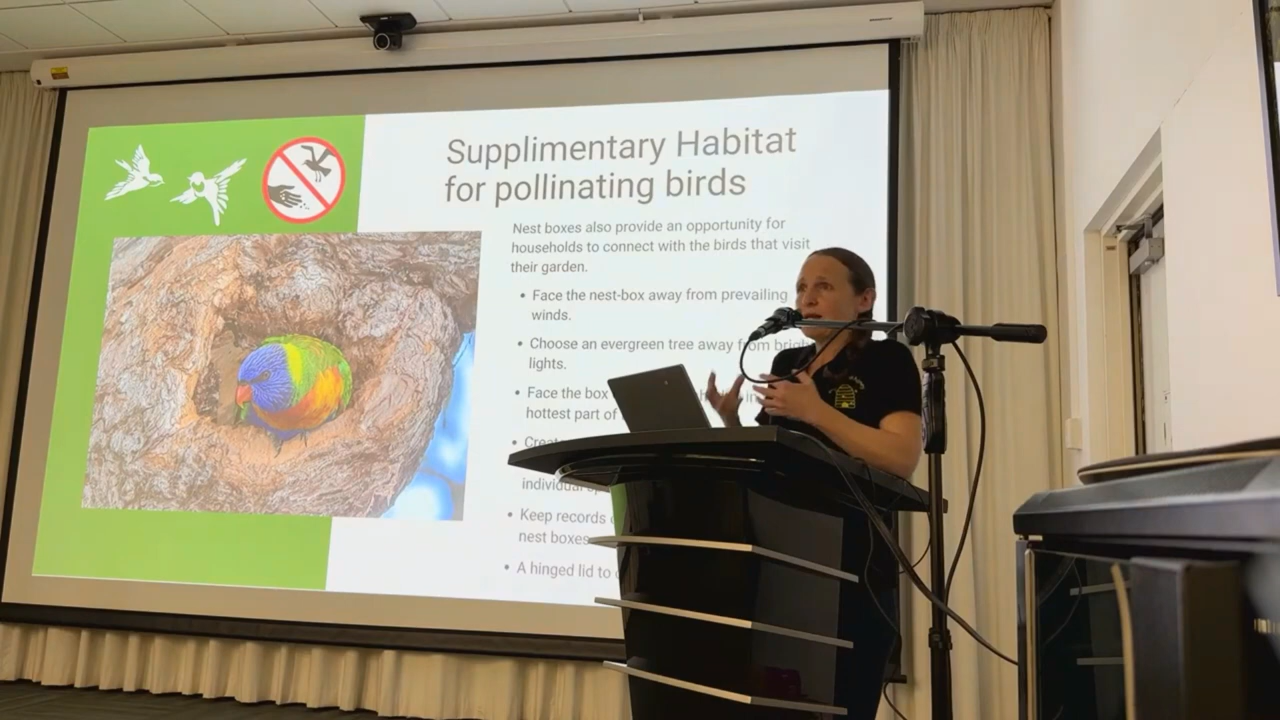 Supplimentary Habitat
for pollinating birds
Nest boxes also provide an opportunity for
households to connect with the birds that visit
their garden.
• Face the nest-box away from prevailing
winds.
• Choose an evergreen tree away from bright
lights.
• Face the box
hottest part of
individual
• Keep records
nest boxes
• A hinged lid to